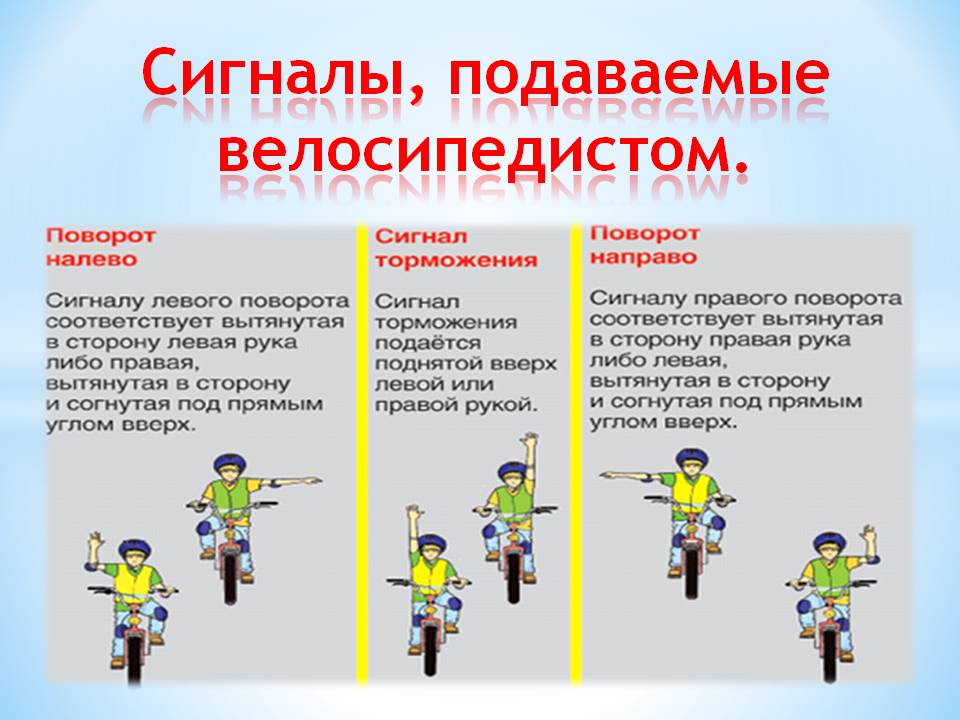 Сигналы, подаваемые
велосипедистом.
Поворот
налево
Сигналу левого поворота
соответствует вытянутая
в сторону левая рука
либо правая,
вытянутая в сторону
и согнутая под прямым
углом вверх.
Сигнал
торможения
Сигнал
торможения
подаётся
поднятой вверх
левой или
правой рукой.
Поворот
направо
Сигналу правого поворота
соответствует вытянутая
в сторону правая рука
либо левая,
вытянутая в сторону
и согнутая под прямым
углом вверх.